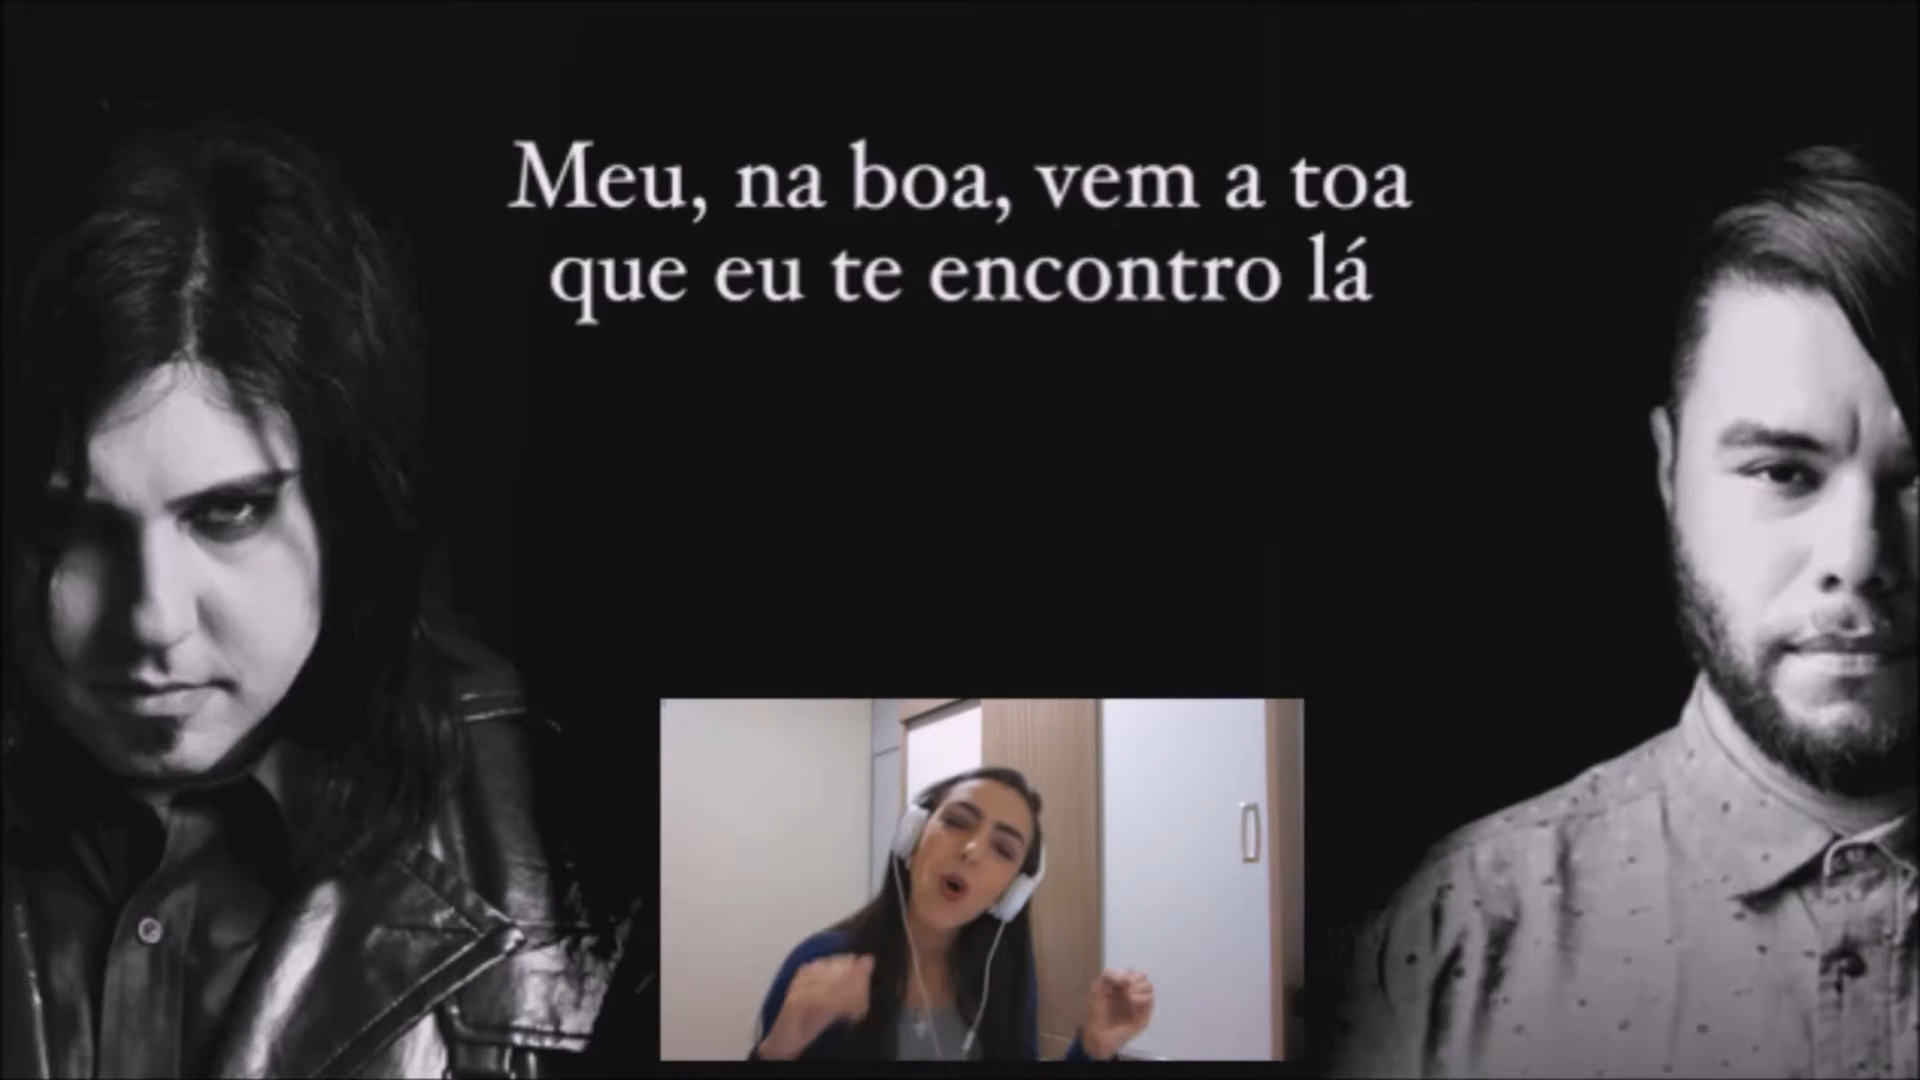 Meu, na boa, vem a toa
que eu te encontro lá